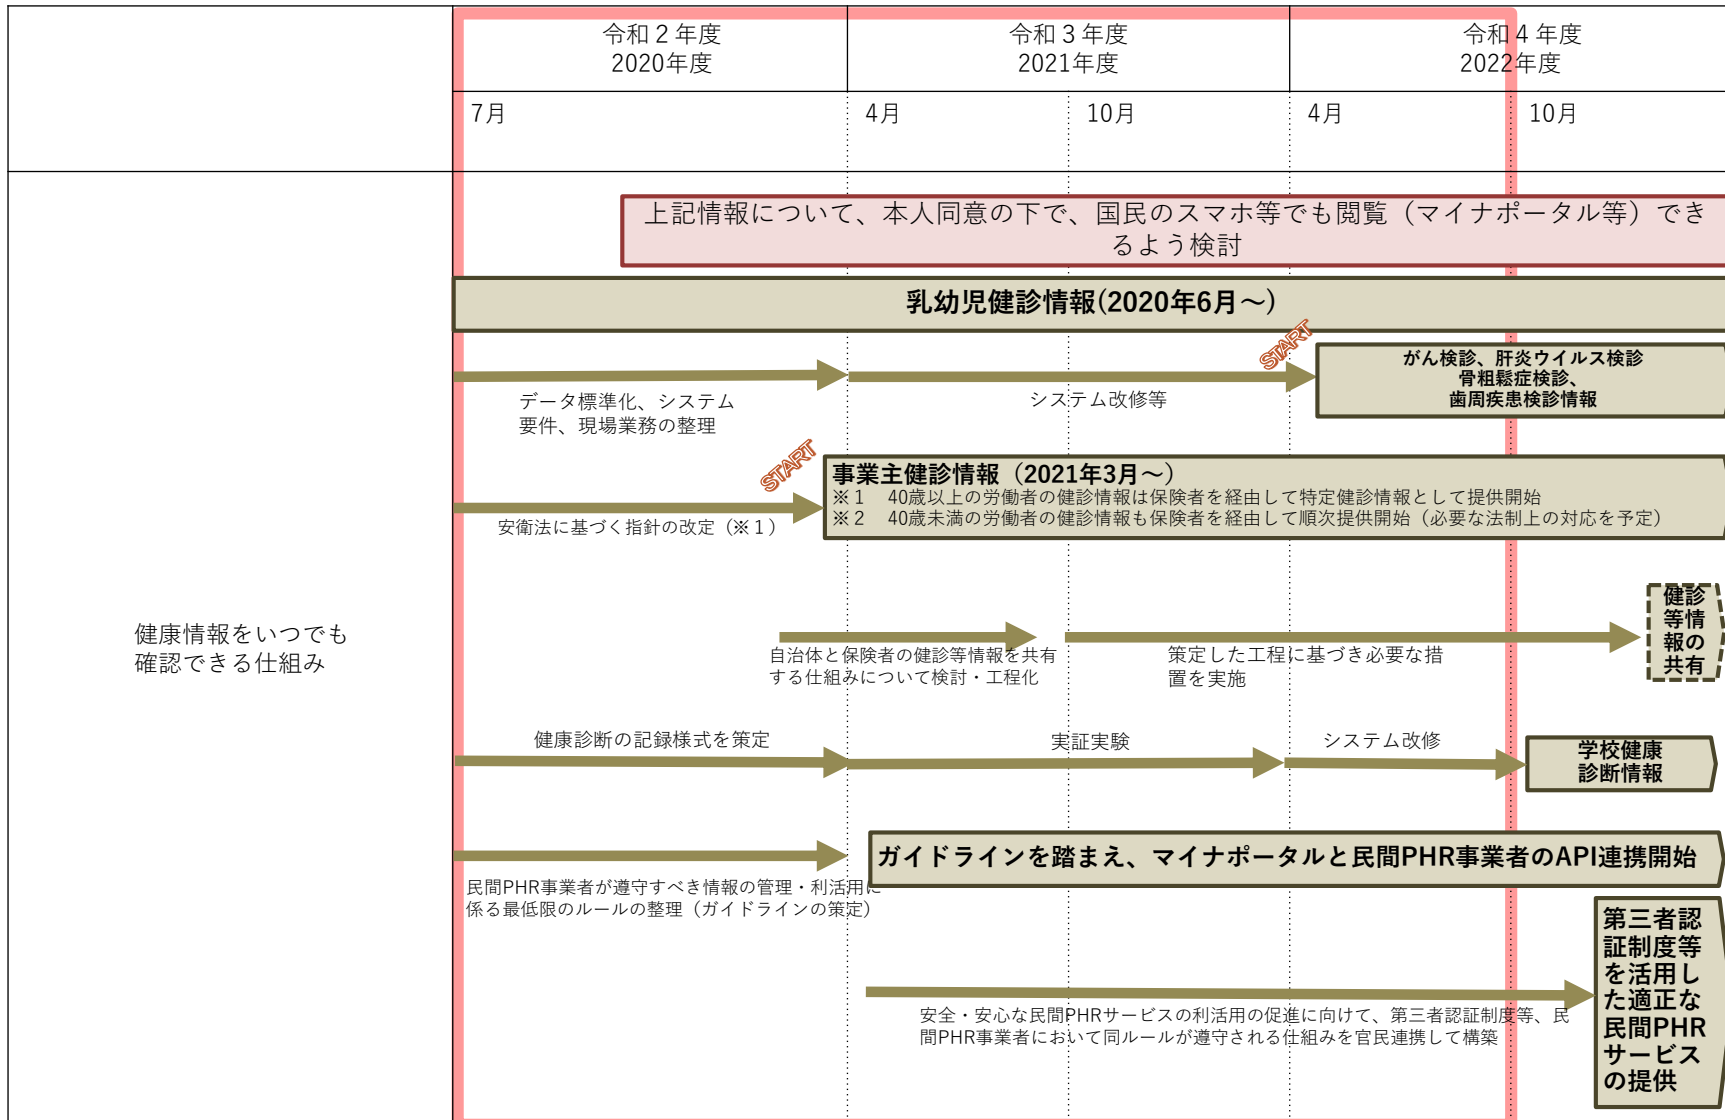 令和２年度
2020年度
令和３年度
2021年度
令和４年度
2022年度
7月
4月
10月
4月
10月
上記情報について、本人同意の下で、国民のスマホ等でも閲覧（マイナポータル等）でき
るよう検討
乳幼児健診情報(2020年6月～)
START
がん検診、肝炎ウイルス検診
骨粗鬆症検診、
歯周疾患検診情報
データ標準化、システム
要件、現場業務の整理
システム改修等
START
事業主健診情報（2021年3月～）
※１　40歳以上の労働者の健診情報は保険者を経由して特定健診情報として提供開始
※２　40歳未満の労働者の健診情報も保険者を経由して順次提供開始（必要な法制上の対応を予定）
安衛法に基づく指針の改定（※１）
健康情報をいつでも
確認できる仕組み
自治体と保険者の健診等情報を共有
する仕組みについて検討・工程化
策定した工程に基づき必要な措
置を実施
健診
等情
報の
共有
健康診断の記録様式を策定
実証実験
システム改修
学校健康
診断情報
ガイドラインを踏まえ、マイナポータルと民間PHR事業者のAPI連携開始
民間PHR事業者が遵守すべき情報の管理・利活用に
係る最低限のルールの整理（ガイドラインの策定）
第三者認
証制度等
を活用し
た適正な
民間PHR
サービス
の提供
安全・安心な民間PHRサービスの利活用の促進に向けて、第三者認証制度等、民
間PHR事業者において同ルールが遵守される仕組みを官民連携して構築